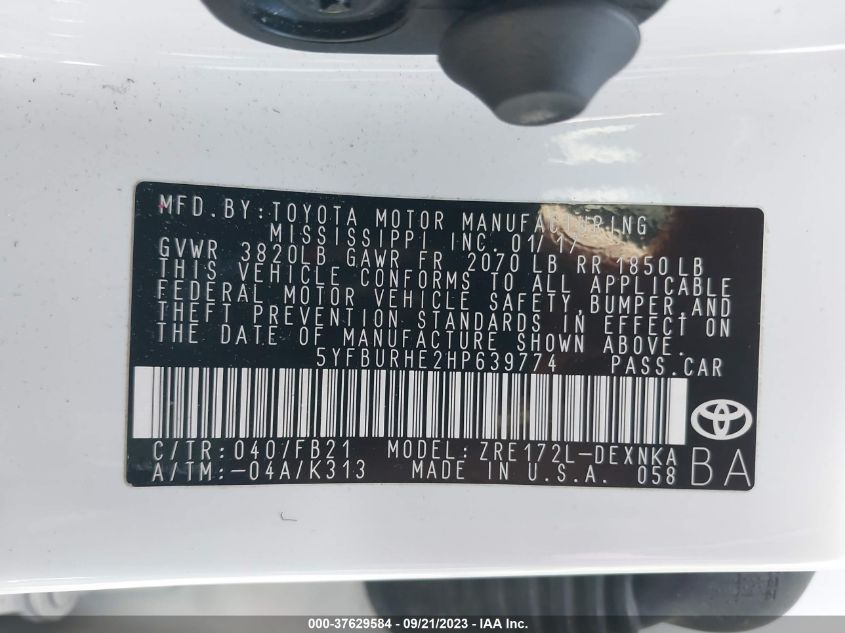 MFD.BY:TOYOTA MOTOR MANUFACTURING
MISSISSIPPI INC. 01/17
GVWR 3820LB GAWR FR 2070 LB RR 1850 LB
THIS VEHICLE CONFORMS TO ALL APPLICABLE
FEDERAL MOTOR VEHICLE SAFETY,BUMPER,AND
THEFT PREVENTION STANDARDS IN EFFECT ON
THE DATE OF MANUFACTURE SHOWN ABOVE.
5YFBURHE2HP639774 PASS.CAR
C/TR:040/FB21 MODEL:ZRE172L-DEXNKA
A/TM:-04A/K313 MADE IN U.S.A. 058 BA
000-37629584 - 09/21/2023 - IAA Inc.